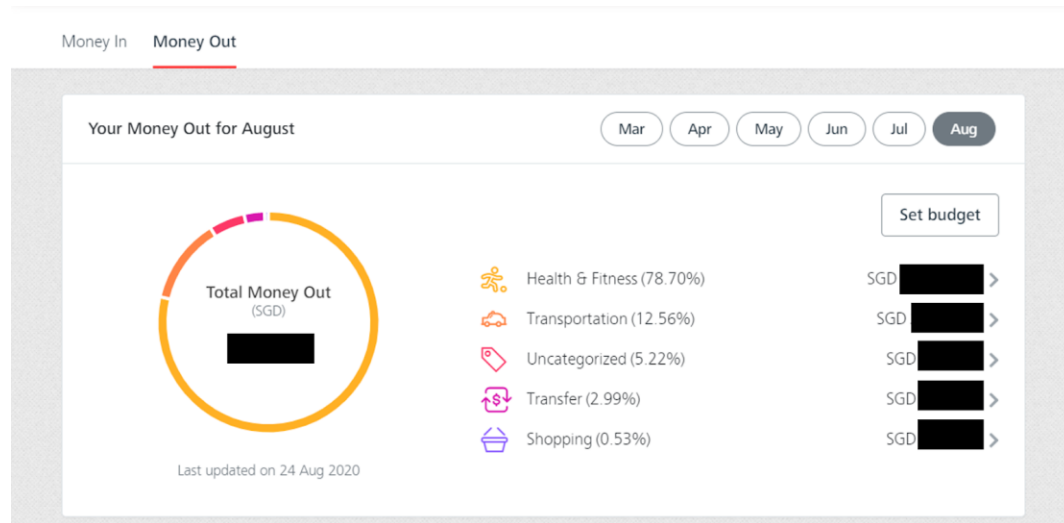 Money In Money Out
Your Money Out for August
Mar Apr May Jun Jul Aug
Set budget
Total Money Out
(SGD)
Health & Fitness (78.70%) SGD
Transportation (12.56%) SGD
Uncategorized (5.22%) SGD
Transfer (2.99%) SGD
Shopping (0.53%) SGD
Last updated on 24 Aug 2020